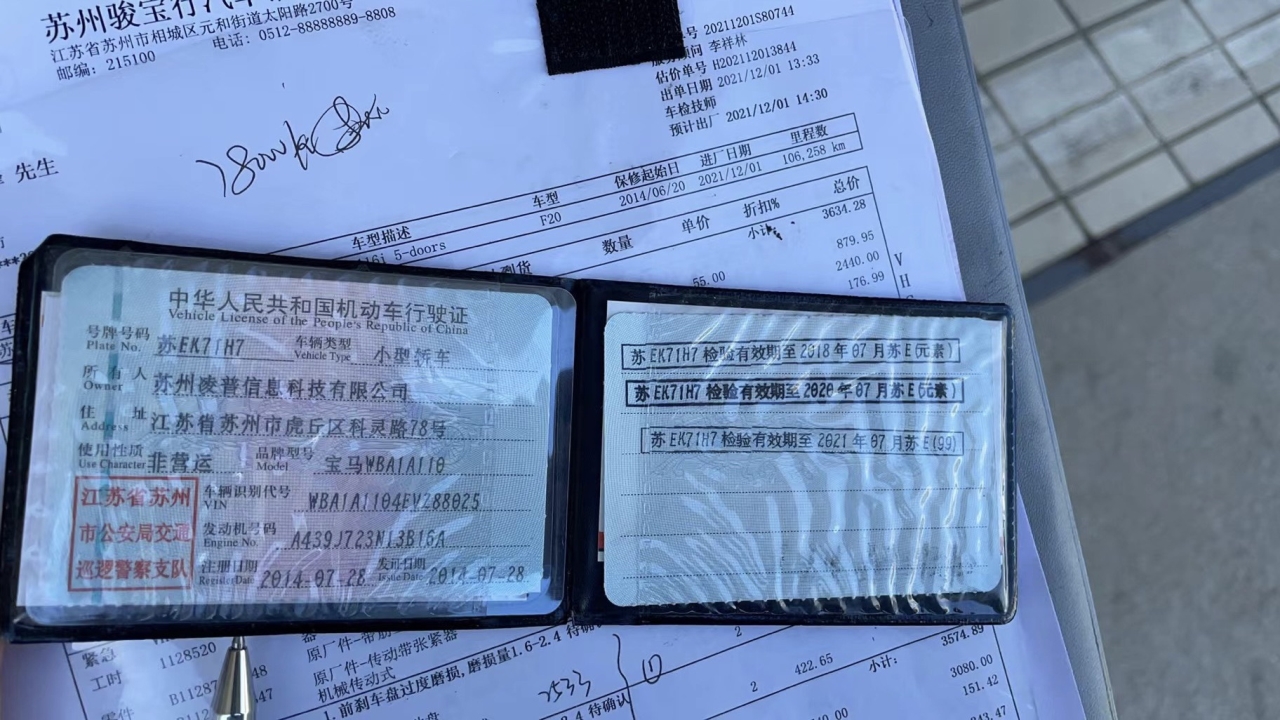 苏州骏宝行汽车
江苏省苏州市相城区元和街道太阳路2700号
邮编：215100 电话：0512-88888889-8808
号 20211201S80744
服务顾问 李祥林
估价单号 H202112013844
出单日期 2021/12/01 13:33
车检技师
预计出厂 2021/12/01 14:30
先生
车型描述 车型 保修起始日 进厂日期 里程数
5-doors F20 2014/06/20 2021/12/01 106,258 km
数量 单价 折扣% 总价
小计: 3634.28
879.95
55.00 2440.00
176.99
中华人民共和国机动车行驶证
Vehicle License of the People's Republic of China
号牌号码 苏EK71H7 车辆类型 小型轿车
Plate No. Vehicle Type
所有人 苏州凌普信息科技有限公司
Owner
住址 江苏省苏州市虎丘区科灵路78号
Address
使用性质 非营运 品牌型号 宝马WBA1A110
Use Character Model
江苏省苏州
市公安局交通
巡逻警察支队
车辆识别代号 WBA1A1104EVZ88025
VIN
发动机号码 A439J723N13B16A
Engine No.
注册日期 2014-07-28 发证日期 2014-07-28
Register Date Issue Date
苏EK71H7 检验有效期至 2018年07月苏E(元素)
苏EK71H7 检验有效期至 2020年07月苏E(元素)
苏EK71H7 检验有效期至 2021年07月苏E(99)
紧急
工时 1128520 原厂件-传动带张紧器
机械传动式
零件 B11287
1. 前刹车盘过度磨损，磨损量1.6-2.4 待确认
2533
2 3574.89
2 422.65 小计: 3080.00
151.42